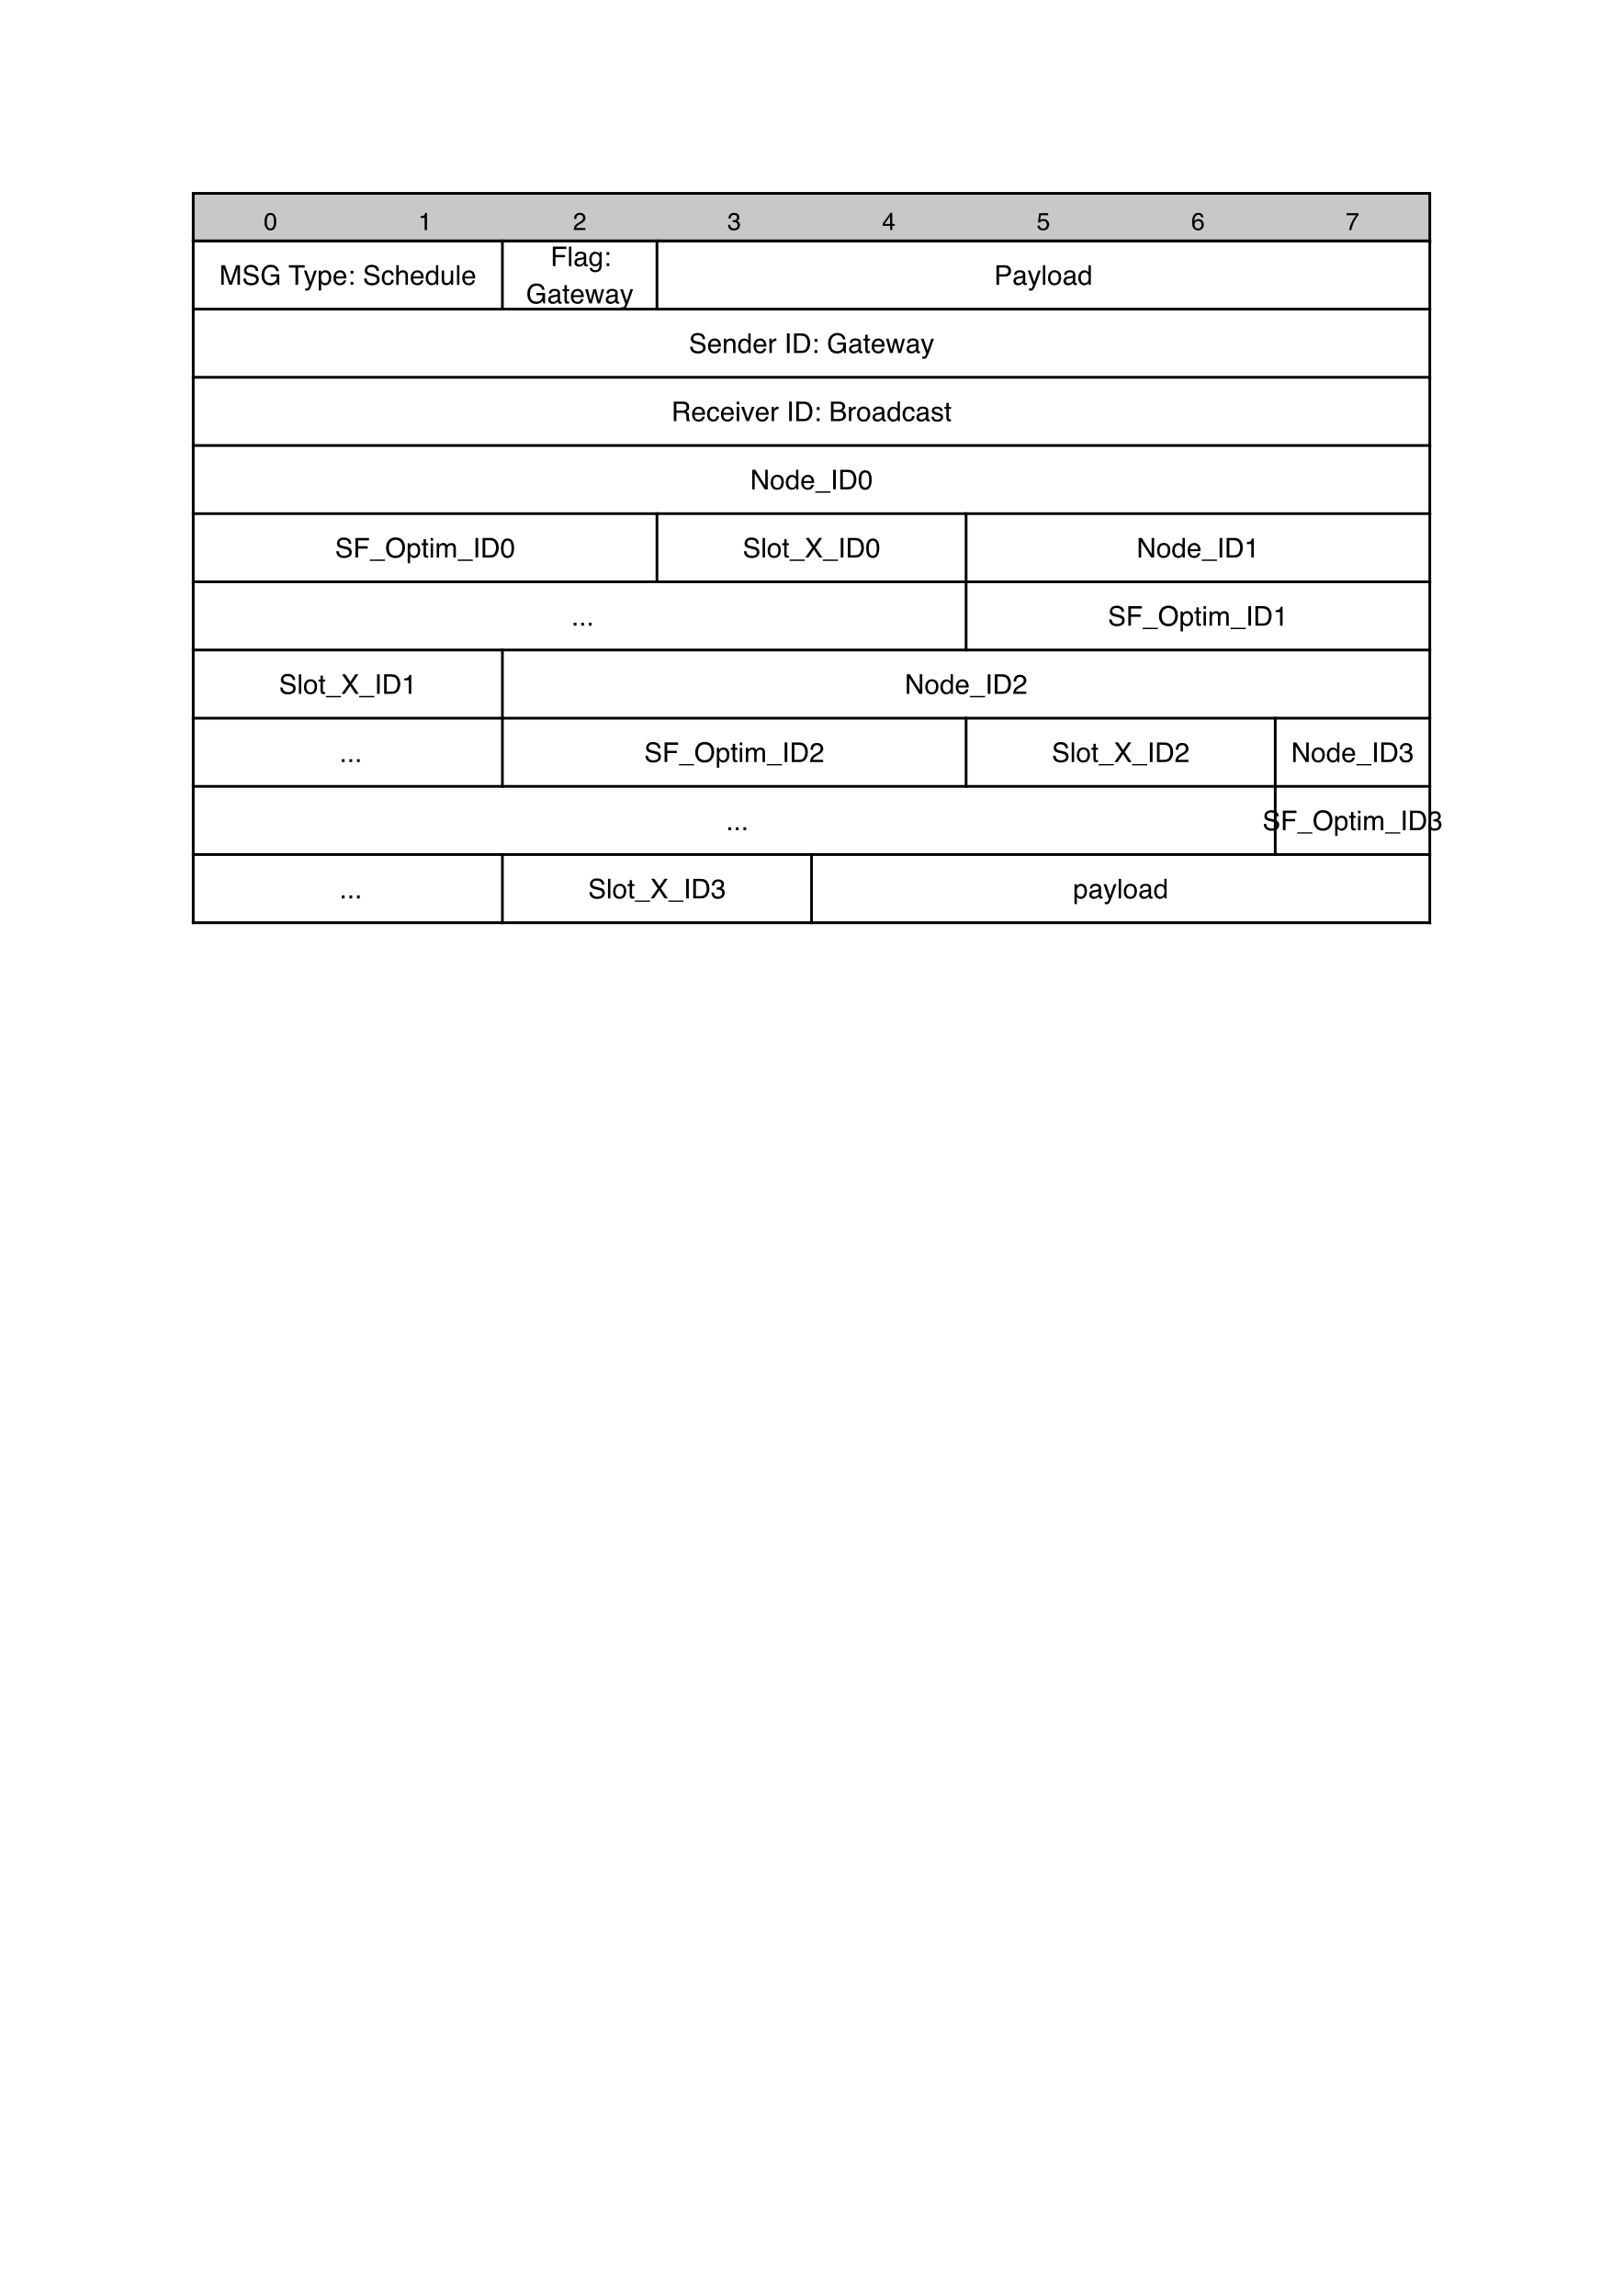 0 1 2 3 4 5 6 7
MSG Type: Schedule Flag: Gateway Payload
Sender ID: Gateway
Receiver ID: Broadcast
Node_ID0
SF_Optim_ID0 Slot_X_ID0 Node_ID1
... SF_Optim_ID1
Slot_X_ID1 Node_ID2
... SF_Optim_ID2 Slot_X_ID2 Node_ID3
... SF_Optim_ID3
... Slot_X_ID3 payload